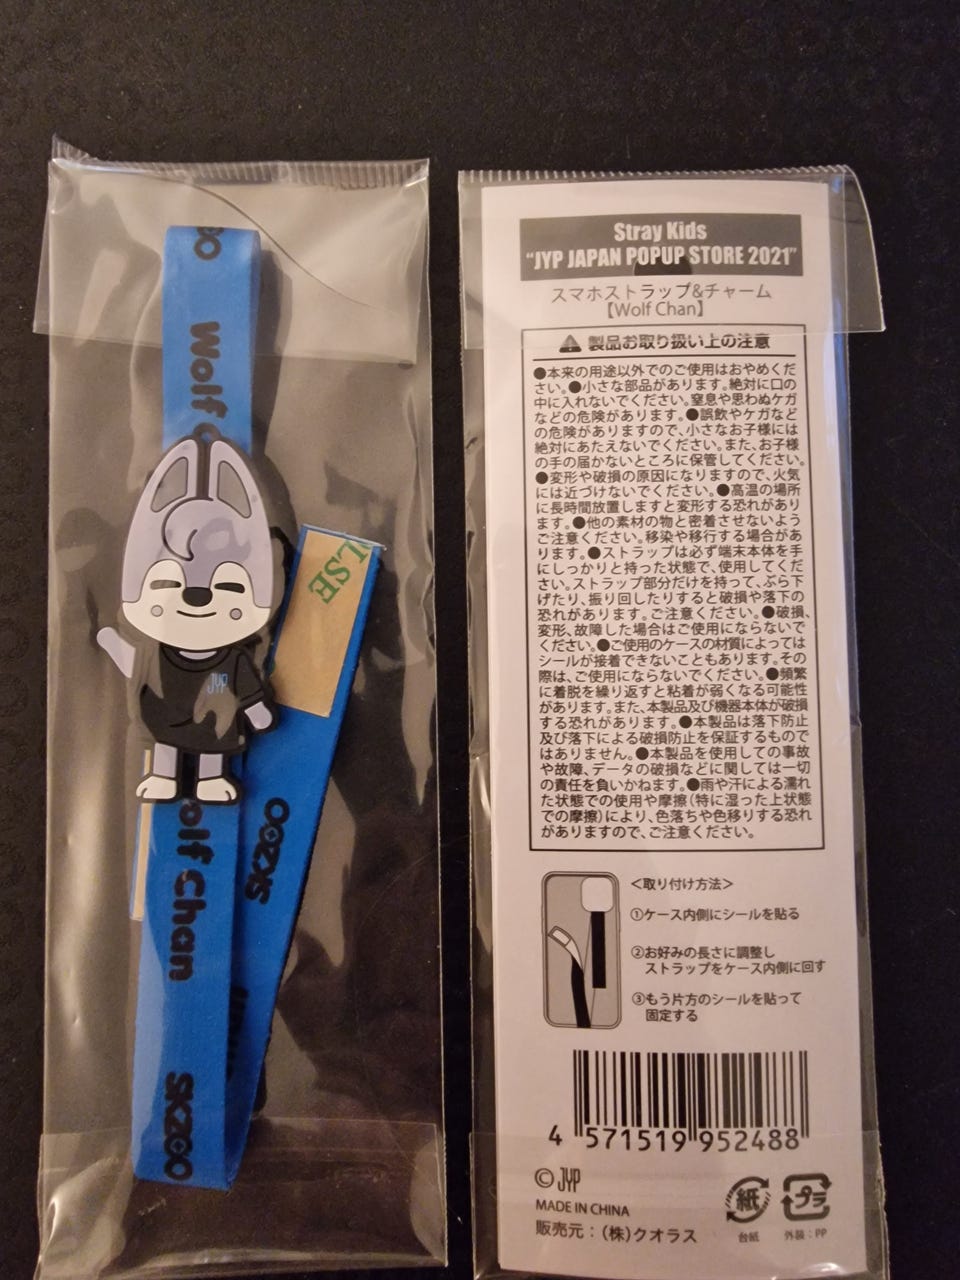 OO
Wolf C
LSE
JYP
olf Chan
SKZOO
SKZOO
Stray Kids
“JYP JAPAN POPUP STORE 2021”
スマホストラップ&チャーム
【Wolf Chan】
製品お取り扱い上の注意
●本来の用途以外でのご使用はおやめくだ
さい。●小さな部品があります。絶対に口の
中に入れないでください。窒息や思わぬケガ
などの危険があります。●誤飲やケガなど
の危険がありますので、小さなお子様には
絶対にあたえないでください。また、お子様
の手の届かないところに保管してください。
●変形や破損の原因になりますので、火気
には近づけないでください。●高温の場所
に長時間放置しますと変形する恐れがあり
ます。●他の素材の物と密着させないよう
ご注意ください。移染や移行する場合があ
ります。●ストラップは必ず端末本体を手
にしっかりと持った状態で、使用してくだ
さい。ストラップ部分だけを持って、ぶら下
げたり、振り回したりすると破損や落下の
恐れがあります。ご注意ください。●破損、
変形、故障した場合はご使用にならないで
ください。●ご使用のケースの材質によっては
シールが接着できないこともあります。その
際は、ご使用にならないでください。●頻繁
に着脱を繰り返すと粘着が弱くなる可能性
があります。また、本製品及び機器本体が破損
する恐れがあります。●本製品は落下防止
及び落下による破損防止を保証するもので
はありません。●本製品を使用しての事故
や故障、データの破損などに関しては一切
の責任を負いかねます。●雨や汗による濡れ
た状態での使用や摩擦(特に湿った上状態
での摩擦)により、色落ちや色移りする恐れ
がありますので、ご注意ください。
＜取り付け方法＞
①ケース内側にシールを貼る
②お好みの長さに調整し
ストラップをケース内側に回す
③もう片方のシールを貼って
固定する
4 571519 952488
© JYP
MADE IN CHINA
販売元：(株)クオラス
紙
台紙
プラ
外装：PP